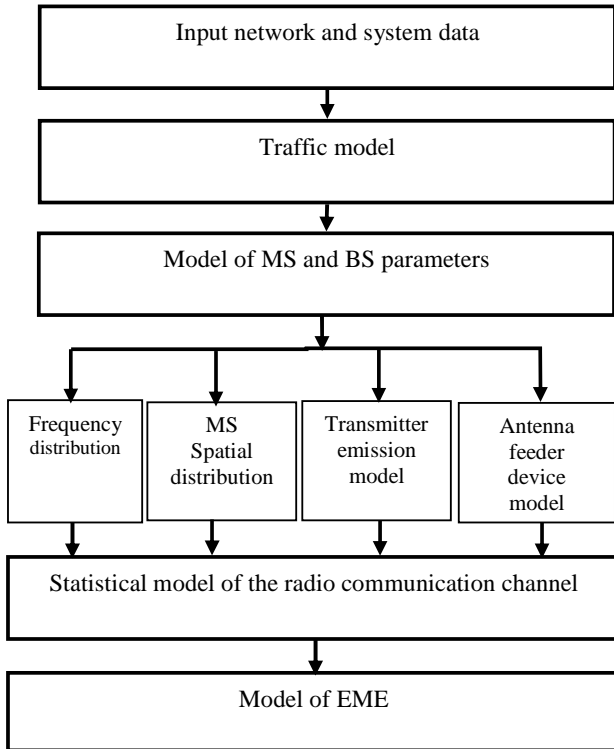 Input network and system data
Traffic model
Model of MS and BS parameters
Frequency
distribution
MS
Spatial
distribution
Transmitter
emission
model
Antenna
feeder
device
model
Statistical model of the radio communication channel
Model of EME